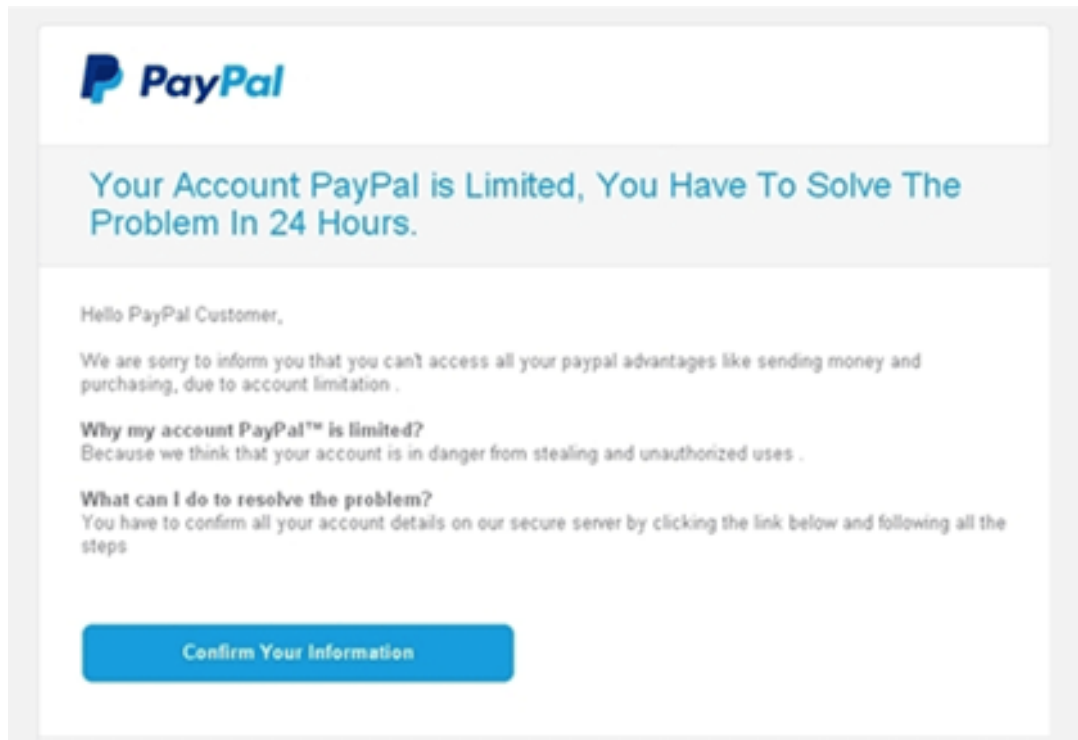 PayPal
Your Account PayPal is Limited, You Have To Solve The
Problem In 24 Hours.
Hello PayPal Customer,
We are sorry to inform you that you can't access all your paypal advantages like sending money and
purchasing, due to account limitation .
Why my account PayPal™ is limited?
Because we think that your account is in danger from stealing and unauthorized uses .
What can I do to resolve the problem?
You have to confirm all your account details on our secure server by clicking the link below and following all the
steps
Confirm Your Information